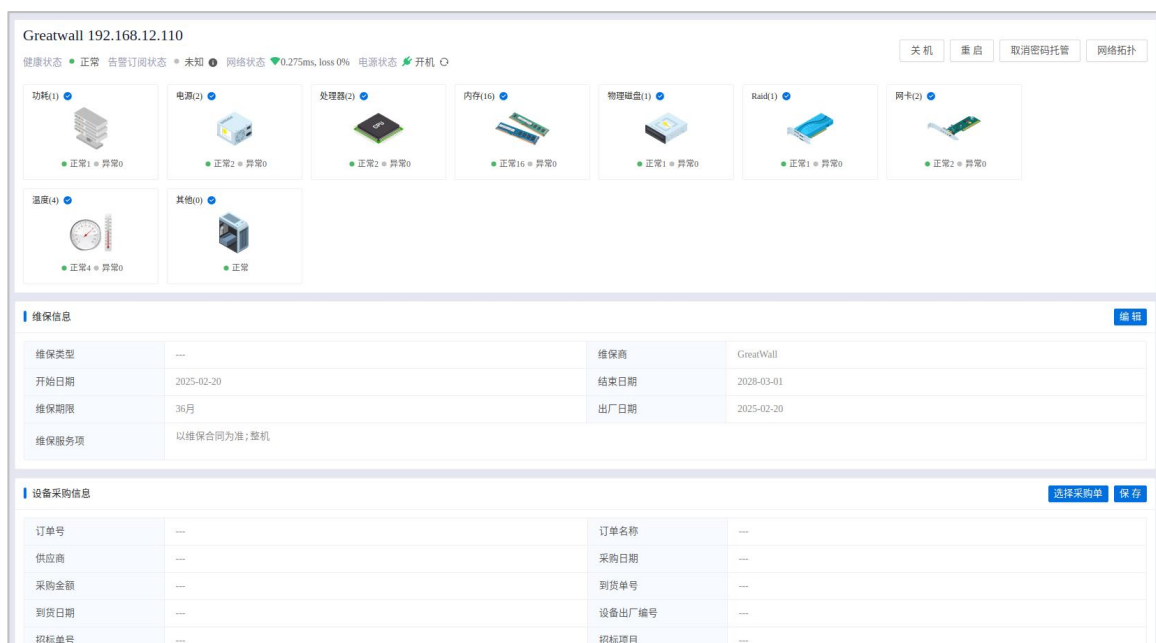 Greatwall 192.168.12.110
关机 重启 取消密码托管 网络拓扑
健康状态 正常 告警订阅状态 未知 网络状态 0.275ms, loss 0% 电源状态 开机
功耗(1) 电源(2) 处理器(2) 内存(16) 物理磁盘(1) Raid(1) 网卡(2)
CPU
正常1 异常0 正常2 异常0 正常2 异常0 正常16 异常0 正常1 异常0 正常1 异常0 正常2 异常0
温度(4) 其他(0)
正常4 异常0 正常
维保信息 编辑
维保类型 --- 维保商 GreatWall
开始日期 2025-02-20 结束日期 2028-03-01
维保期限 36月 出厂日期 2025-02-20
维保服务项 以维保合同为准;整机
设备采购信息 选择采购单 保存
订单号 --- 订单名称 ---
供应商 --- 采购日期 ---
采购金额 --- 到货单号 ---
到货日期 --- 设备出厂编号 ---
招标单号 --- 招标项目 ---